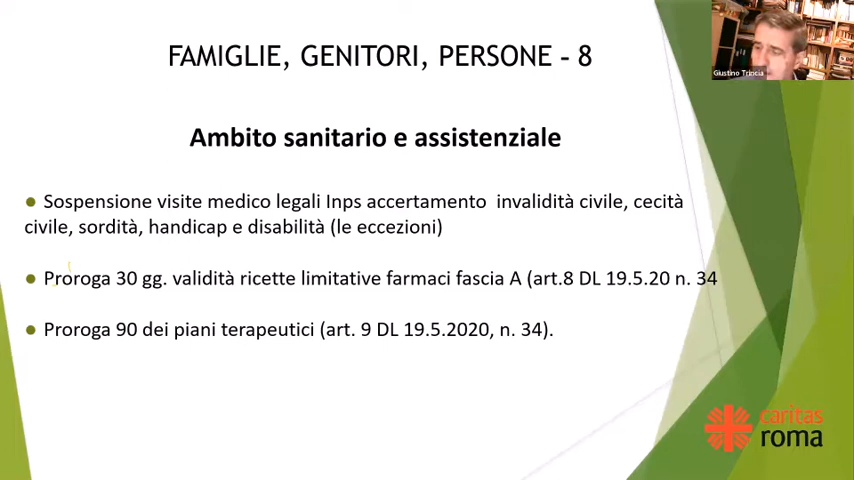 FAMIGLIE, GENITORI, PERSONE - 8
Giustino Trincia
Ambito sanitario e assistenziale
● Sospensione visite medico legali Inps accertamento invalidità civile, cecità
civile, sordità, handicap e disabilità (le eccezioni)
● Proroga 30 gg. validità ricette limitative farmaci fascia A (art.8 DL 19.5.20 n. 34
● Proroga 90 dei piani terapeutici (art. 9 DL 19.5.2020, n. 34).
caritas
roma